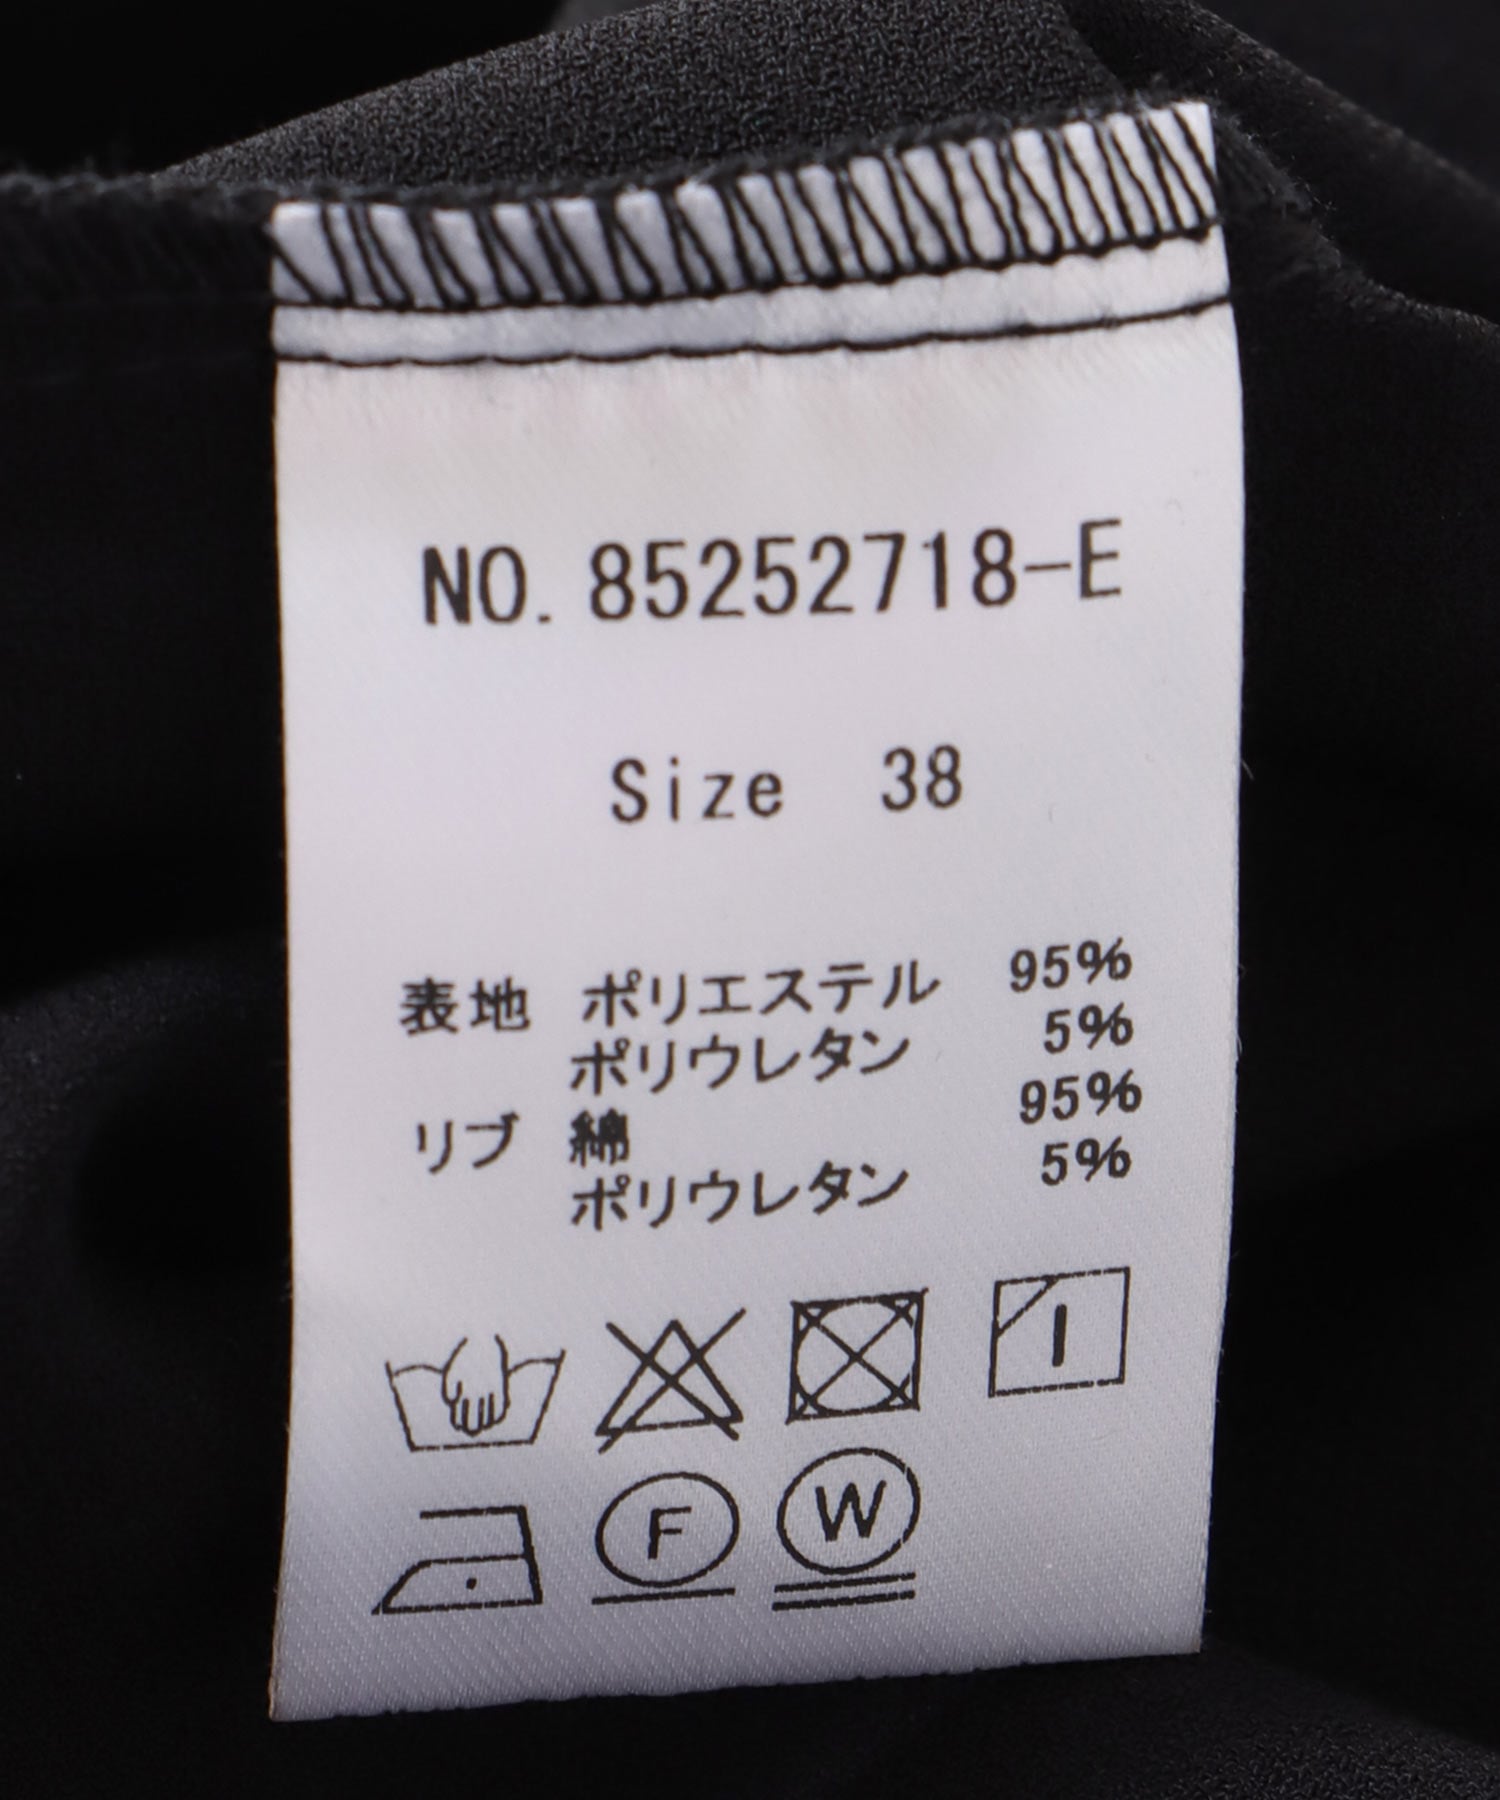 NO. 85252718-E
Size 38
表地 ポリエステル 95%
ポリウレタン 5%
リブ 綿 95%
ポリウレタン 5%
F W